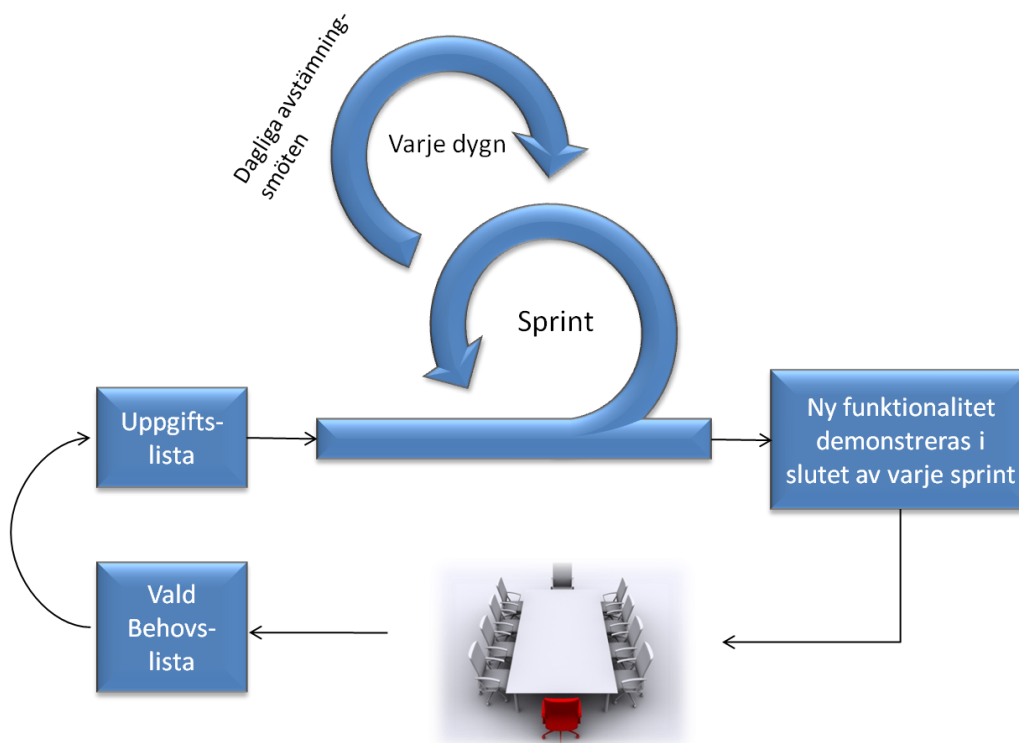 Dagliga avstämning-
smöten
Varje dygn
Sprint
Uppgifts-
lista
Ny funktionalitet
demonstreras i
slutet av varje sprint
Vald
Behovs-
lista